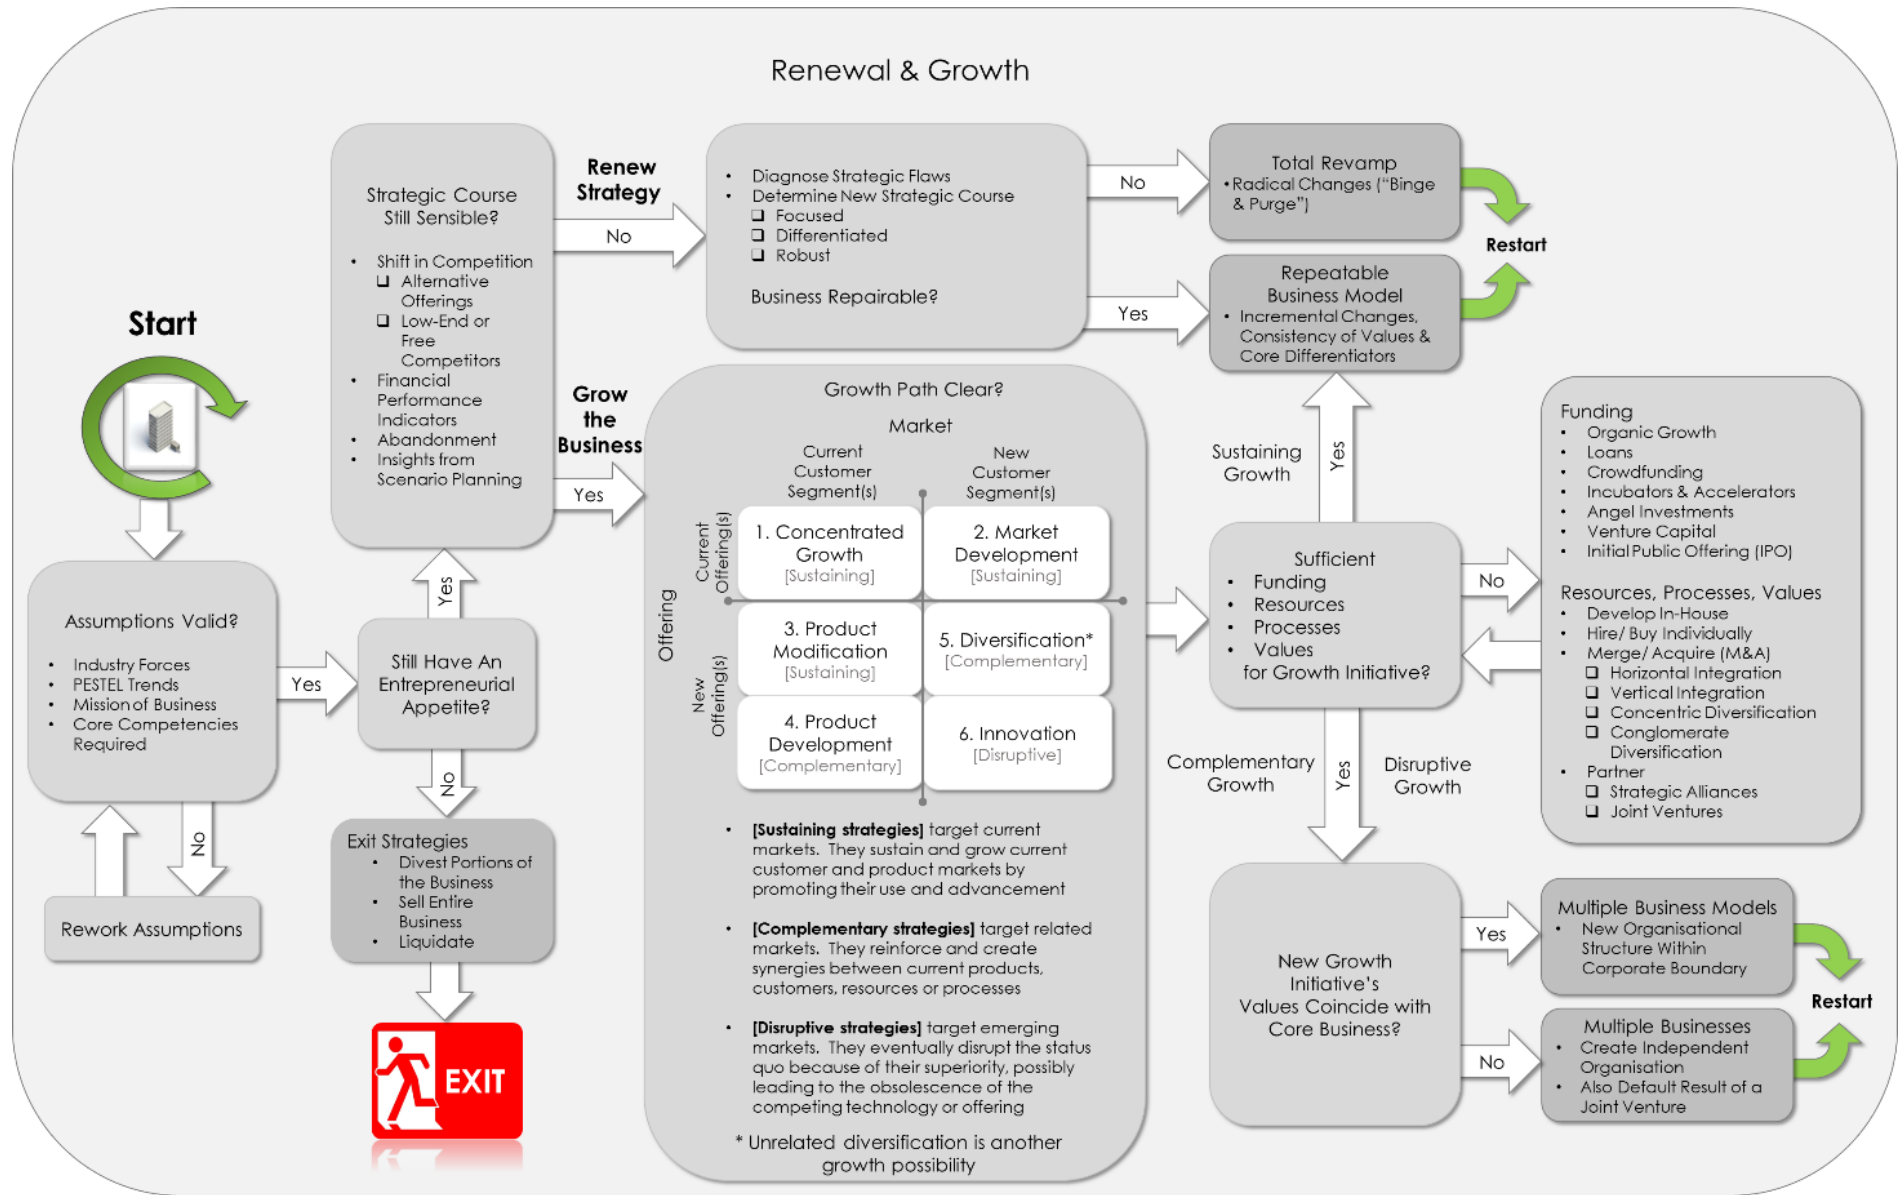 Renewal & Growth
Start
Assumptions Valid?
• Industry Forces
• PESTEL Trends
• Mission of Business
• Core Competencies
Required
Yes
No
Rework Assumptions
Still Have An
Entrepreneurial
Appetite?
Yes
No
Exit Strategies
• Divest Portions of
the Business
• Sell Entire
Business
• Liquidate
EXIT
Strategic Course
Still Sensible?
• Shift in Competition
❑ Alternative
Offerings
❑ Low-End or
Free
Competitors
• Financial
Performance
Indicators
• Abandonment
• Insights from
Scenario Planning
Renew
Strategy
No
Grow
the
Business
Yes
• Diagnose Strategic Flaws
• Determine New Strategic Course
❑ Focused
❑ Differentiated
❑ Robust
Business Repairable?
No
Yes
Total Revamp
• Radical Changes ("Binge
& Purge")
Repeatable
Business Model
• Incremental Changes,
Consistency of Values &
Core Differentiators
Restart
Growth Path Clear?
Market
Current
Customer
Segment(s)
New
Customer
Segment(s)
Offering
Current
Offering(s)
New
Offering(s)
1. Concentrated
Growth
[Sustaining]
2. Market
Development
[Sustaining]
3. Product
Modification
[Sustaining]
5. Diversification*
[Complementary]
4. Product
Development
[Complementary]
6. Innovation
[Disruptive]
• [Sustaining strategies] target current
markets. They sustain and grow current
customer and product markets by
promoting their use and advancement
• [Complementary strategies] target related
markets. They reinforce and create
synergies between current products,
customers, resources or processes
• [Disruptive strategies] target emerging
markets. They eventually disrupt the status
quo because of their superiority, possibly
leading to the obsolescence of the
competing technology or offering
* Unrelated diversification is another
growth possibility
Sustaining
Growth
Yes
Sufficient
• Funding
• Resources
• Processes
• Values
for Growth Initiative?
No
Funding
• Organic Growth
• Loans
• Crowdfunding
• Incubators & Accelerators
• Angel Investments
• Venture Capital
• Initial Public Offering (IPO)
Resources, Processes, Values
• Develop In-House
• Hire/ Buy Individually
• Merge/ Acquire (M&A)
❑ Horizontal Integration
❑ Vertical Integration
❑ Concentric Diversification
❑ Conglomerate
Diversification
• Partner
❑ Strategic Alliances
❑ Joint Ventures
Complementary
Growth
Yes
Disruptive
Growth
New Growth
Initiative's
Values Coincide with
Core Business?
Yes
No
Multiple Business Models
• New Organisational
Structure Within
Corporate Boundary
Multiple Businesses
• Create Independent
Organisation
• Also Default Result of a
Joint Venture
Restart